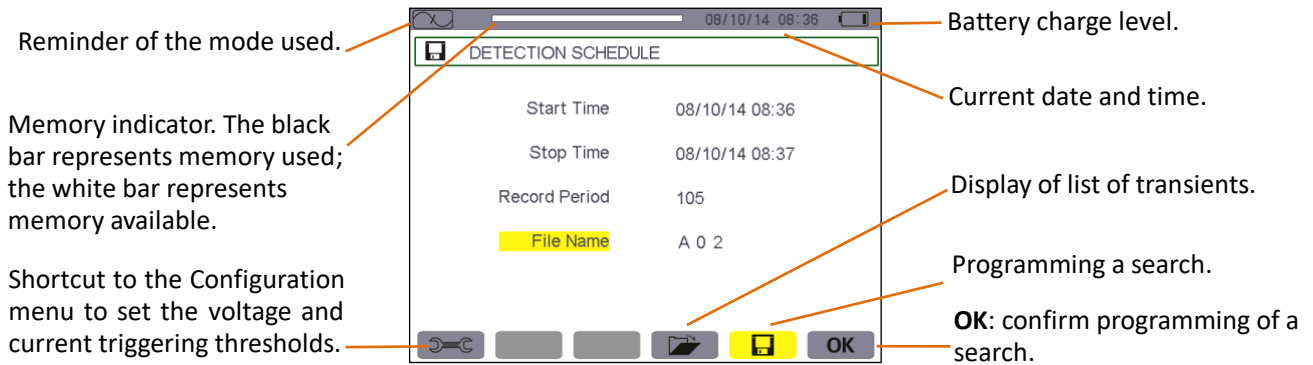 Reminder of the mode used.
Memory indicator. The black
bar represents memory used;
the white bar represents
memory available.
Shortcut to the Configuration
menu to set the voltage and
current triggering thresholds.
08/10/14 08:36
DETECTION SCHEDULE
Start Time 08/10/14 08:36
Stop Time 08/10/14 08:37
Record Period 105
File Name A 0 2
OK
Battery charge level.
Current date and time.
Display of list of transients.
Programming a search.
OK: confirm programming of a
search.